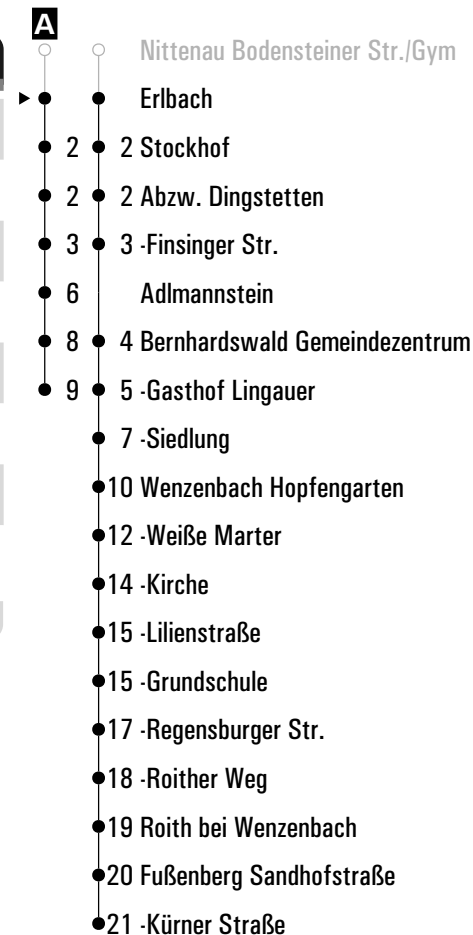 A
Nittenau Bodensteiner Str./Gym
Erlbach
2 2 Stockhof
2 2 Abzw. Dingstetten
3 3 -Finsinger Str.
6 Adlmannstein
8 4 Bernhardswald Gemeindezentrum
9 5 -Gasthof Lingauer
7 -Siedlung
10 Wenzenbach Hopfengarten
12 -Weiße Marter
14 -Kirche
15 -Lilienstraße
15 -Grundschule
17 -Regensburger Str.
18 -Roither Weg
19 Roith bei Wenzenbach
20 Fußenberg Sandhofstraße
21 -Kürner Straße